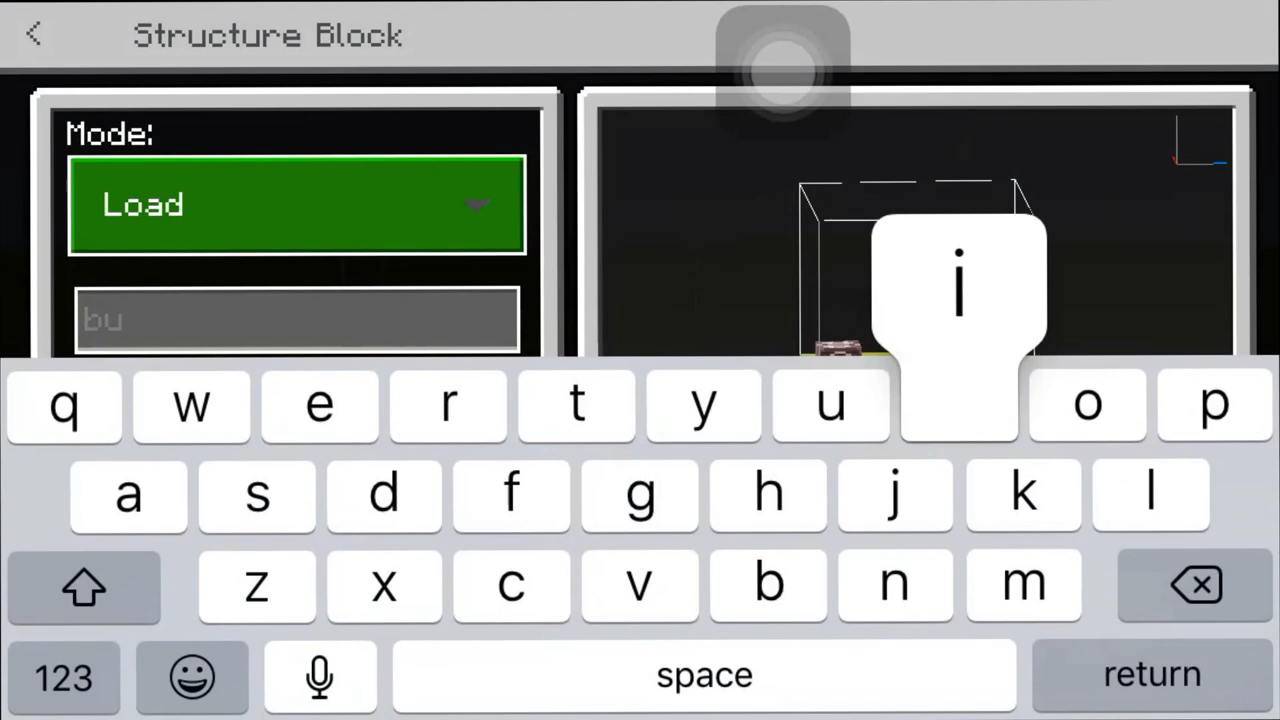 Structure Block
Mode:
Load
bu
i
q w e r t y u o p
a s d f g h j k l
z x c v b n m
123 space return